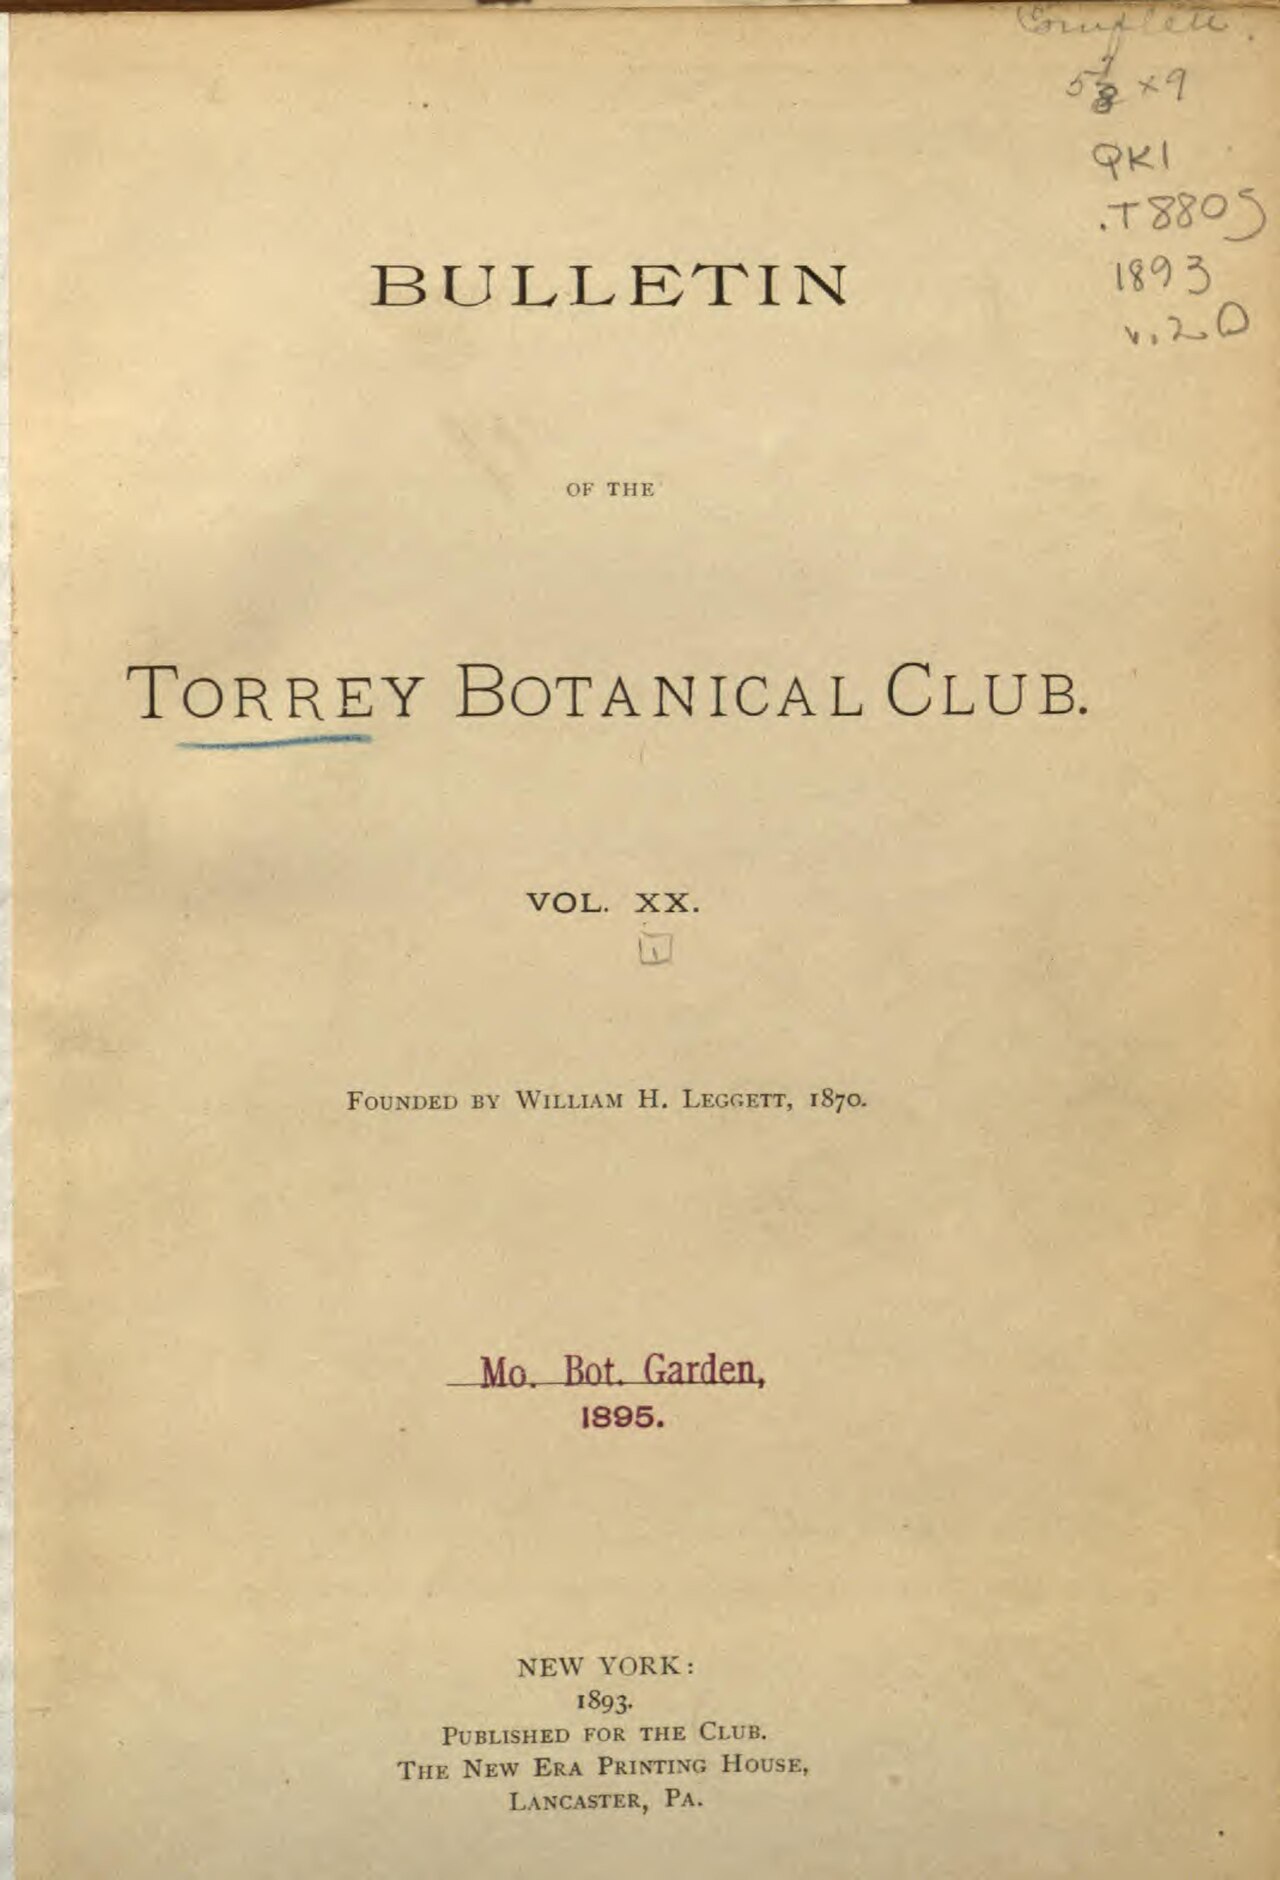 Complete.
5 7/8 x 9
QK1
.T8805
1893
v.20
BULLETIN
OF THE
TORREY BOTANICAL CLUB.
VOL. XX.
1
FOUNDED BY WILLIAM H. LEGGETT, 1870.
Mo. Bot. Garden,
1895.
NEW YORK:
1893.
PUBLISHED FOR THE CLUB.
THE NEW ERA PRINTING HOUSE,
LANCASTER, PA.